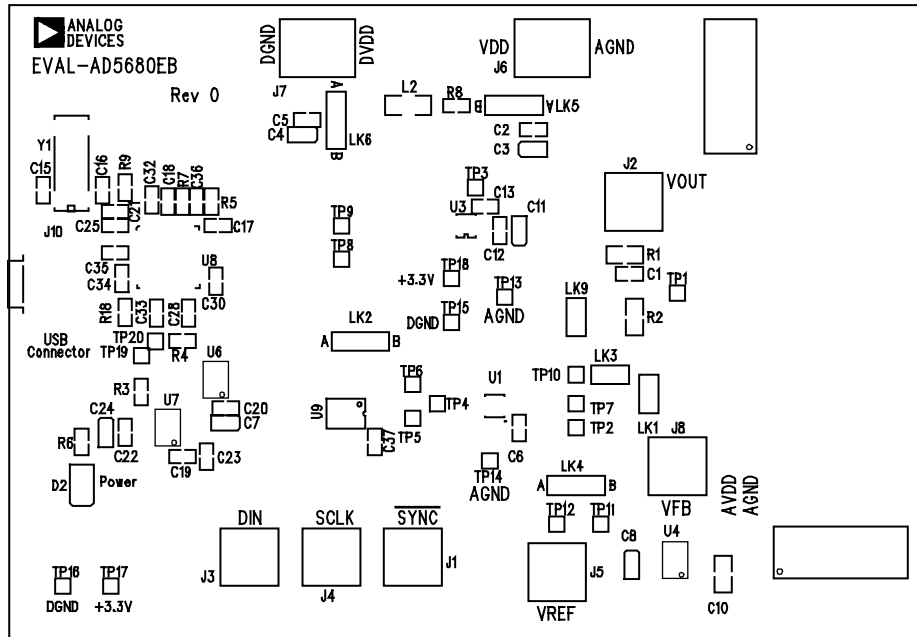 ANALOG
DEVICES
EVAL-AD5680EB
Rev 0
DGND
DVDD
J7
VDD
AGND
J6
A
L2
R8
B
A
LK5
C5
C4
LK6
B
C2
C3
Y1
C15
C16
R9
C32
C18
R7
C36
R5
C21
C25
C17
J10
J2
VOUT
TP3
C13
U3
C11
C12
TP9
TP8
C35
C34
U8
C30
TP18
+3.3V
TP13
AGND
R1
C1
TP1
R18
C33
C28
TP15
DGND
LK9
R2
USB
Connector
TP20
TP19
R4
LK2
A
B
U6
R3
TP6
TP4
TP5
U1
TP10
LK3
TP7
TP2
LK1
C24
U7
C20
C7
U9
C37
C6
R6
C22
C19
C23
J8
D2
Power
TP14
AGND
LK4
A
B
VFB
AVDD
AGND
DIN
SCLK
SYNC
TP12
TP11
J3
J4
J1
J5
VREF
C8
U4
C10
TP16
TP17
DGND
+3.3V